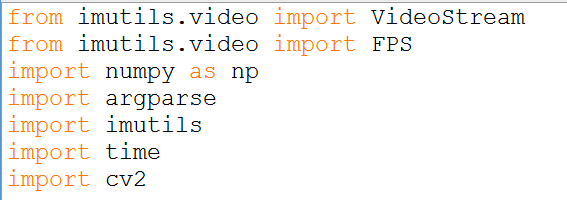 from imutils.video import VideoStream
from imutils.video import FPS
import numpy as np
import argparse
import imutils
import time
import cv2